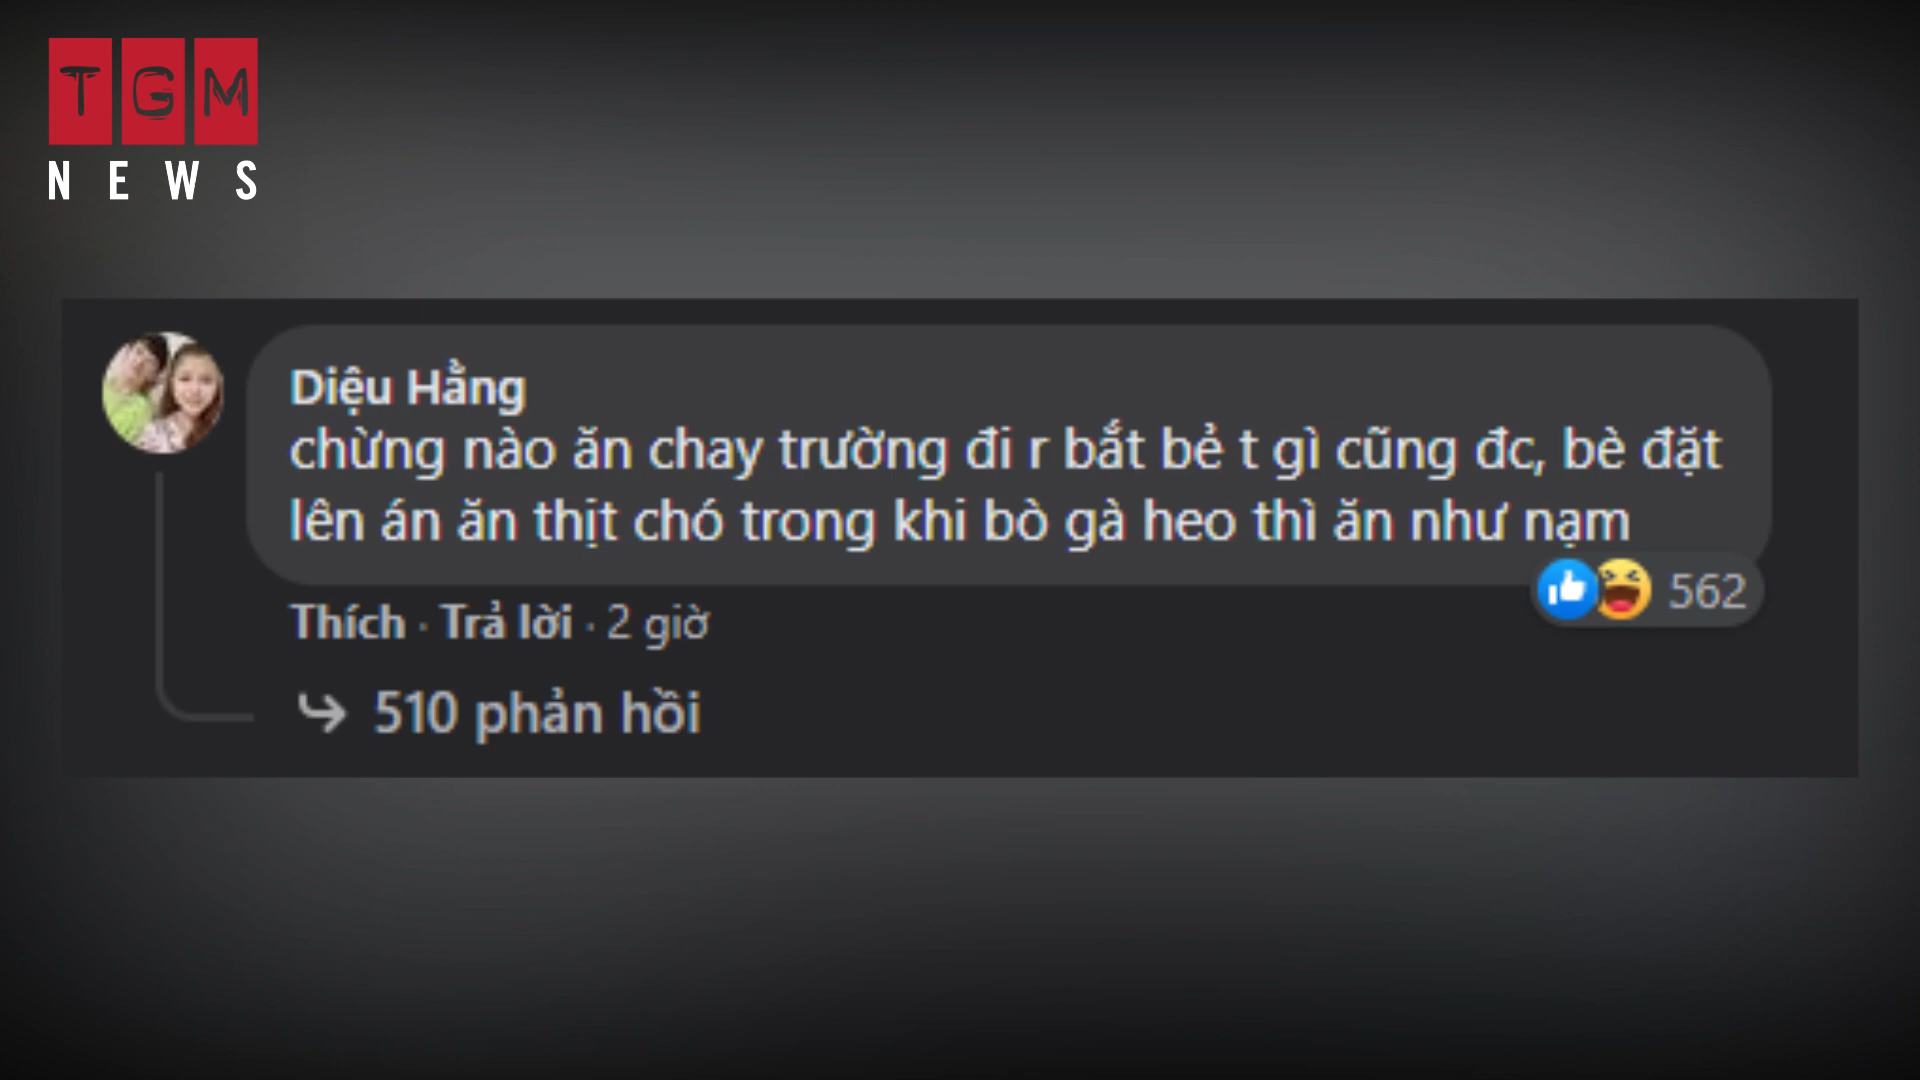 TGM
NEWS
Diệu Hằng
chừng nào ăn chay trường đi r bắt bẻ t gì cũng đc, bè đặt
lên án ăn thịt chó trong khi bò gà heo thì ăn như nạm
562
Thích · Trả lời · 2 giờ
510 phản hồi